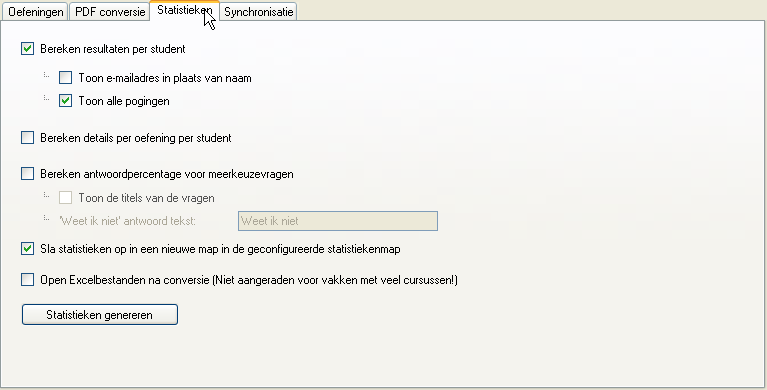 Oefeningen PDF conversie Statistieken Synchronisatie
Bereken resultaten per student
Toon e-mailadres in plaats van naam
Toon alle pogingen
Bereken details per oefening per student
Bereken antwoordpercentage voor meerkeuzevragen
Toon de titels van de vragen
'Weet ik niet' antwoord tekst: Weet ik niet
Sla statistieken op in een nieuwe map in de geconfigureerde statistiekenmap
Open Excelbestanden na conversie (Niet aangeraden voor vakken met veel cursussen!)
Statistieken genereren